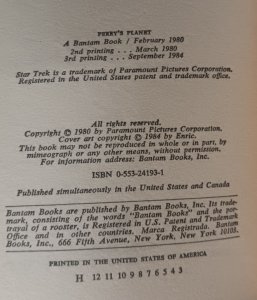 PERRY'S PLANET
A Bantam Book / February 1980
2nd printing . . . March 1980
3rd printing . . . September 1984
Star Trek is a trademark of Paramount Pictures Corporation.
Registered in the United States patent and trademark office.
All rights reserved.
Copyright © 1980 by Paramount Pictures Corporation.
Cover art copyright © 1984 by Enric.
This book may not be reproduced in whole or in part, by
mimeograph or any other means, without permission.
For information address: Bantam Books, Inc.
ISBN 0-553-24193-1
Published simultaneously in the United States and Canada
Bantam Books are published by Bantam Books, Inc. Its trade-
mark, consisting of the words "Bantam Books" and the por-
trayal of a rooster, is Registered in U.S. Patent and Trademark
Office and in other countries. Marca Registrada. Bantam
Books, Inc., 666 Fifth Avenue, New York, New York 10103.
PRINTED IN THE UNITED STATES OF AMERICA
H 12 11 10 9 8 7 6 5 4 3